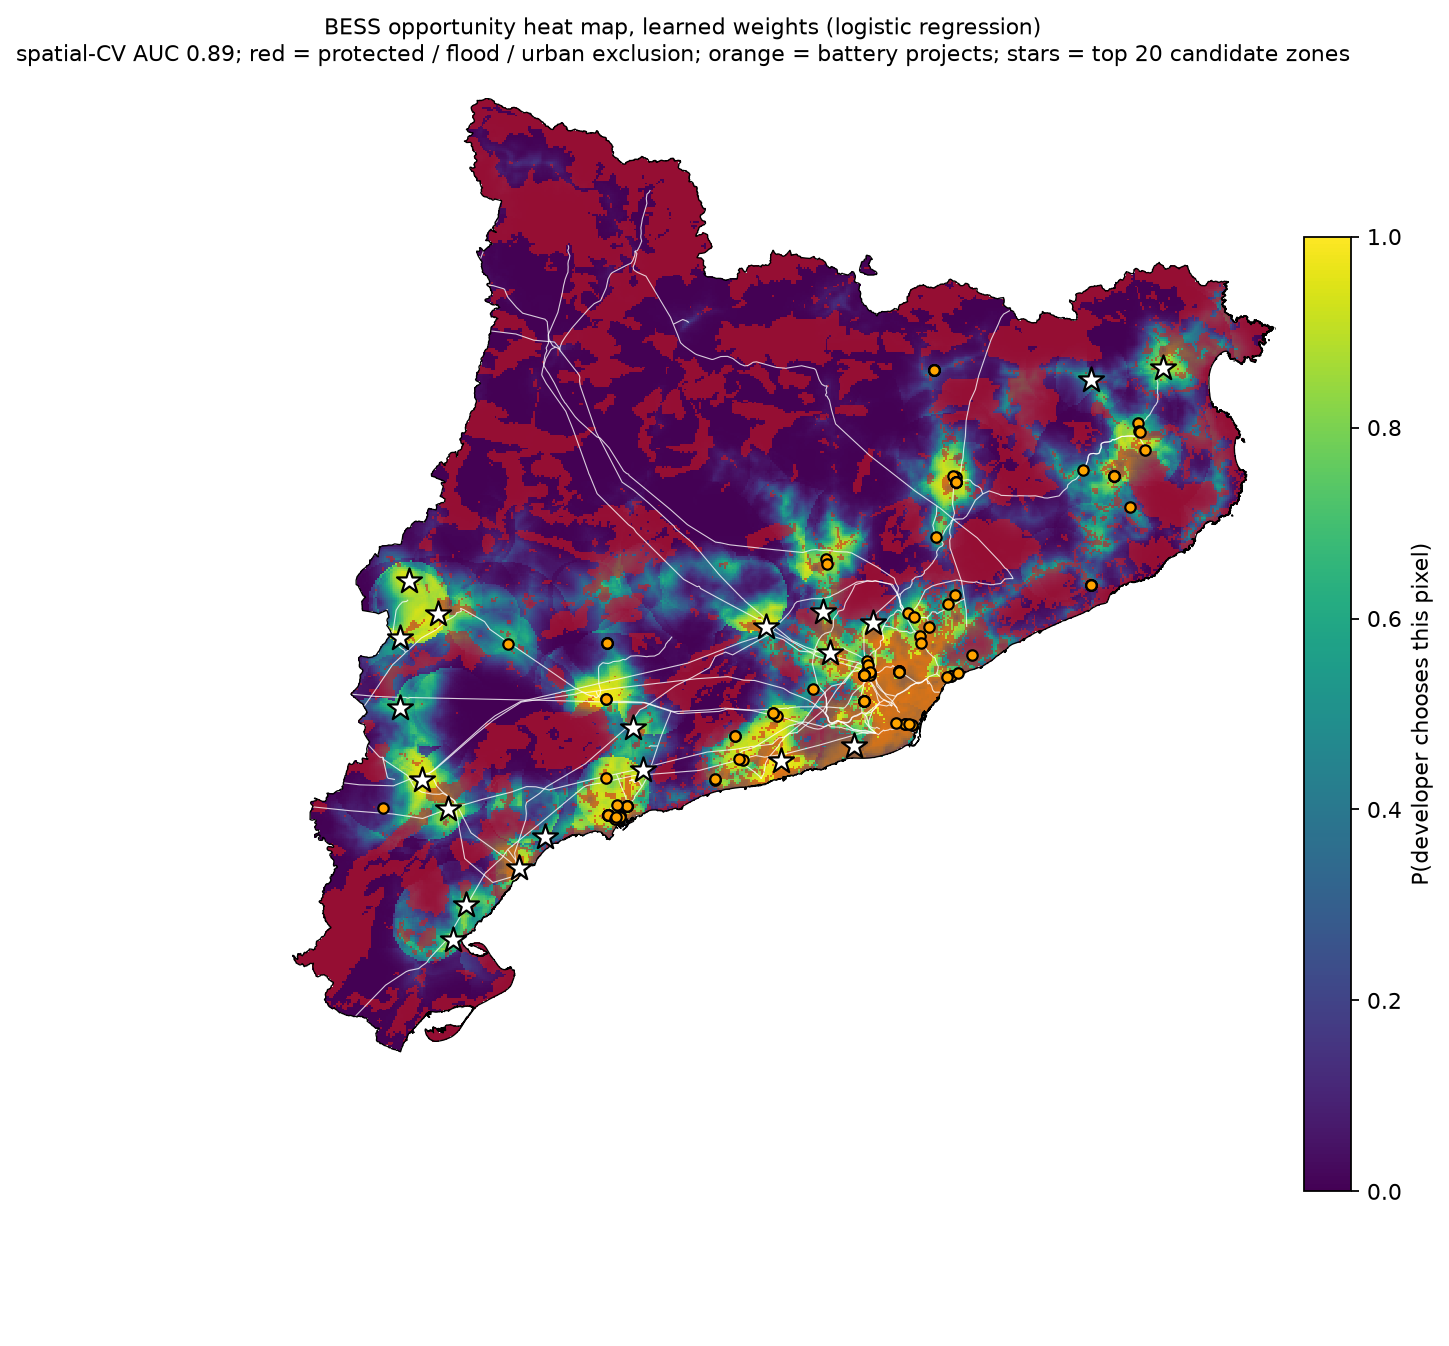 BESS opportunity heat map, learned weights (logistic regression)
spatial-CV AUC 0.89; red = protected / flood / urban exclusion; orange = battery projects; stars = top 20 candidate zones
1.0
0.8
0.6
0.4
0.2
0.0
P(developer chooses this pixel)